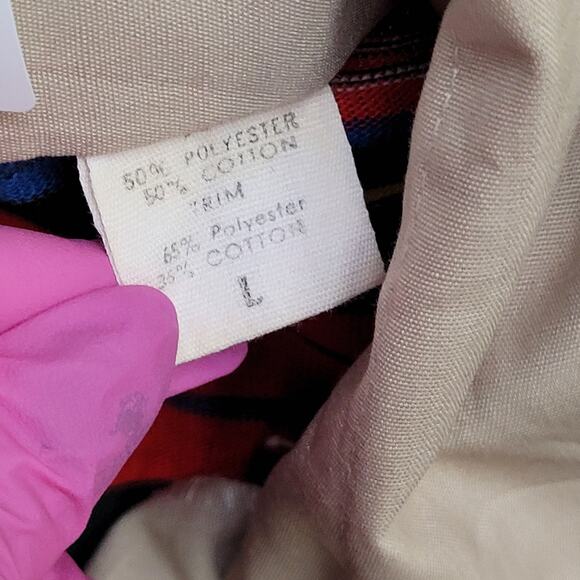 50% POLYESTER
50% COTTON
TRIM
65% Polyester
35% COTTON
L